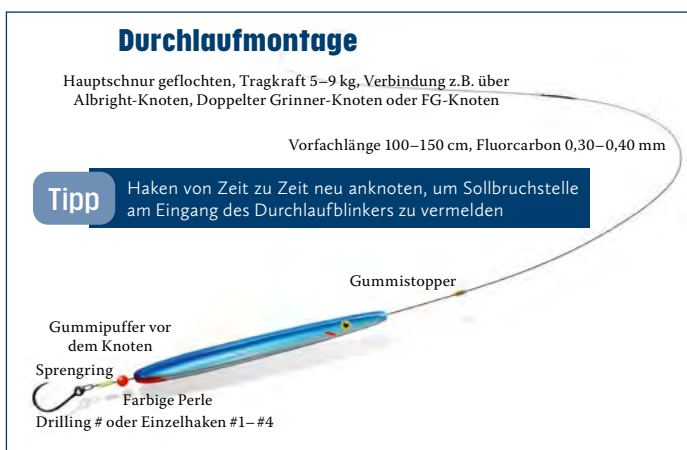 Durchlaufmontage
Hauptschnur geflochten, Tragkraft 5–9 kg, Verbindung z.B. über
Albright-Knoten, Doppelter Grinner-Knoten oder FG-Knoten
Vorfachlänge 100–150 cm, Fluorcarbon 0,30–0,40 mm
Tipp
Haken von Zeit zu Zeit neu anknoten, um Sollbruchstelle
am Eingang des Durchlaufblinkers zu vermelden
Gummistopper
Gummipuffer vor
dem Knoten
Sprengring
Farbige Perle
Drilling # oder Einzelhaken #1–#4